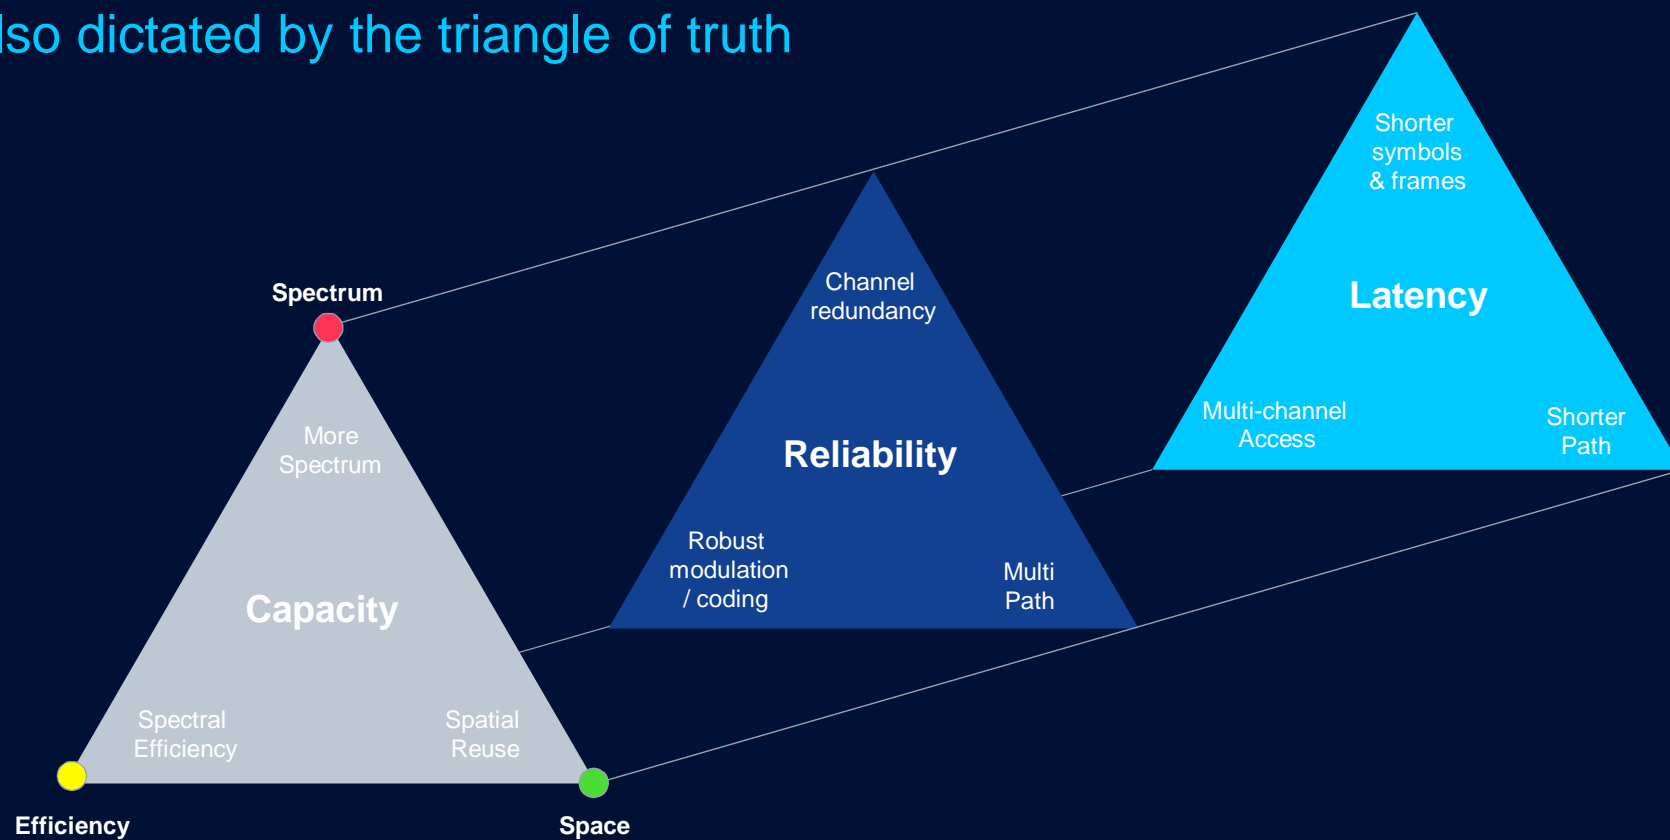 lso dictated by the triangle of truth
Shorter
symbols
& frames
Latency
Multi-channel
Access
Shorter
Path
Channel
redundancy
Reliability
Robust
modulation
/ coding
Multi
Path
Spectrum
More
Spectrum
Capacity
Spectral
Efficiency
Spatial
Reuse
Efficiency
Space